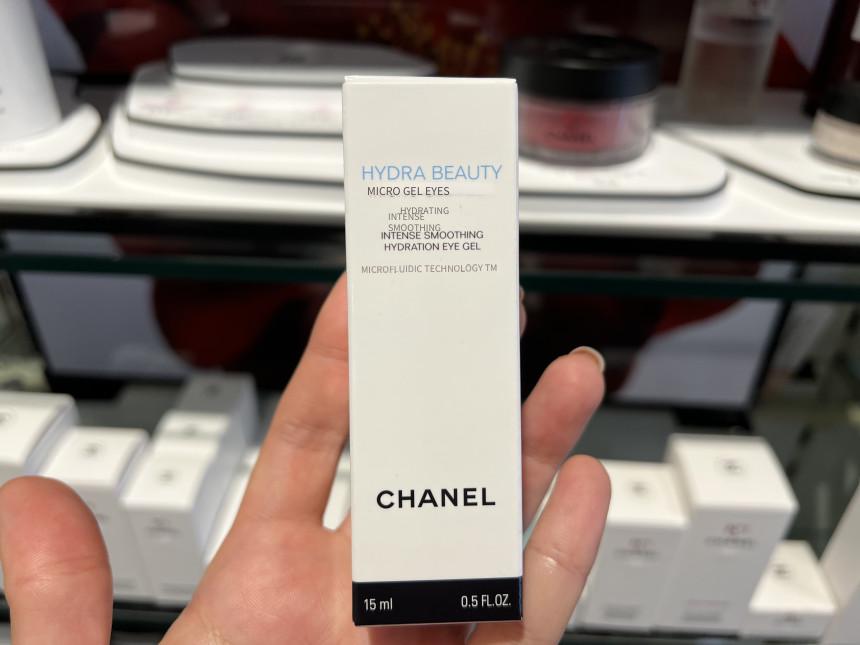 HYDRA BEAUTY
MICRO GEL EYES
HYDRATING
INTENSE
SMOOTHING
INTENSE SMOOTHING
HYDRATION EYE GEL
MICROFLUIDIC TECHNOLOGY TM
CHANEL
15 ml 0.5 FL.OZ.